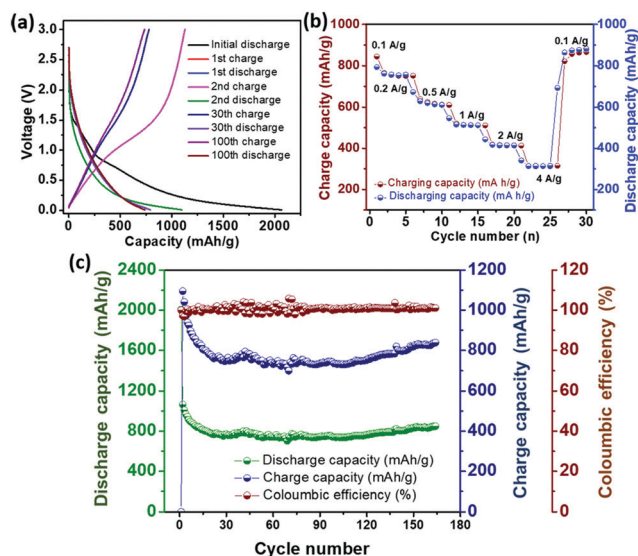 (a)
3.0
2.5
2.0
1.5
1.0
0.5
0.0
Voltage (V)
0 500 1000 1500 2000
Capacity (mAh/g)
Initial discharge
1st charge
1st discharge
2nd charge
2nd discharge
30th charge
30th discharge
100th charge
100th discharge
(b)
1000
800
600
400
200
Charge capacity (mAh/g)
0.1 A/g
0.2 A/g
0.5 A/g
1 A/g
2 A/g
4 A/g
0.1 A/g
Charging capacity (mA h/g)
Discharging capacity (mA h/g)
0 5 10 15 20 25 30
Cycle number (n)
1000
800
600
400
200
Discharge capacity (mAh/g)
(c)
2400
2000
1600
1200
800
400
0
Discharge capacity (mAh/g)
Discharge capacity (mAh/g)
Charge capacity (mAh/g)
Coloumbic efficiency (%)
0 30 60 90 120 150 180
Cycle number
1200
1000
800
600
400
200
0
Charge capacity (mAh/g)
120
100
80
60
40
20
0
Coloumbic efficiency (%)